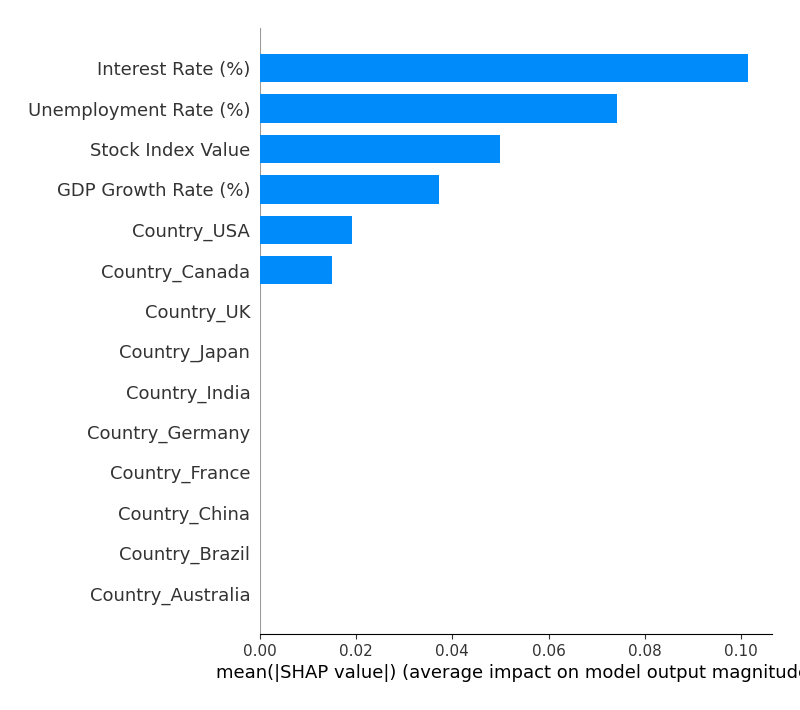 Interest Rate (%)
Unemployment Rate (%)
Stock Index Value
GDP Growth Rate (%)
Country_USA
Country_Canada
Country_UK
Country_Japan
Country_India
Country_Germany
Country_France
Country_China
Country_Brazil
Country_Australia
0.00 0.02 0.04 0.06 0.08 0.10
mean(|SHAP value|) (average impact on model output magnitude